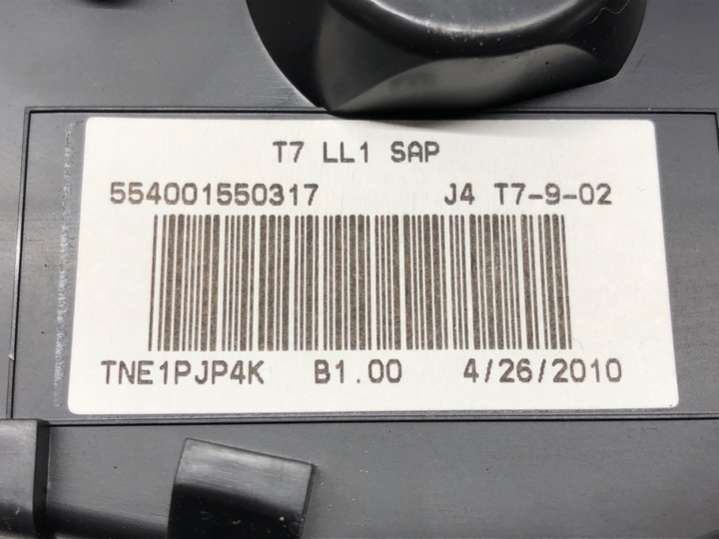 T7 LL1 SAP
554001550317 J4 T7-9-02
TNE1PJP4K B1.00 4/26/2010